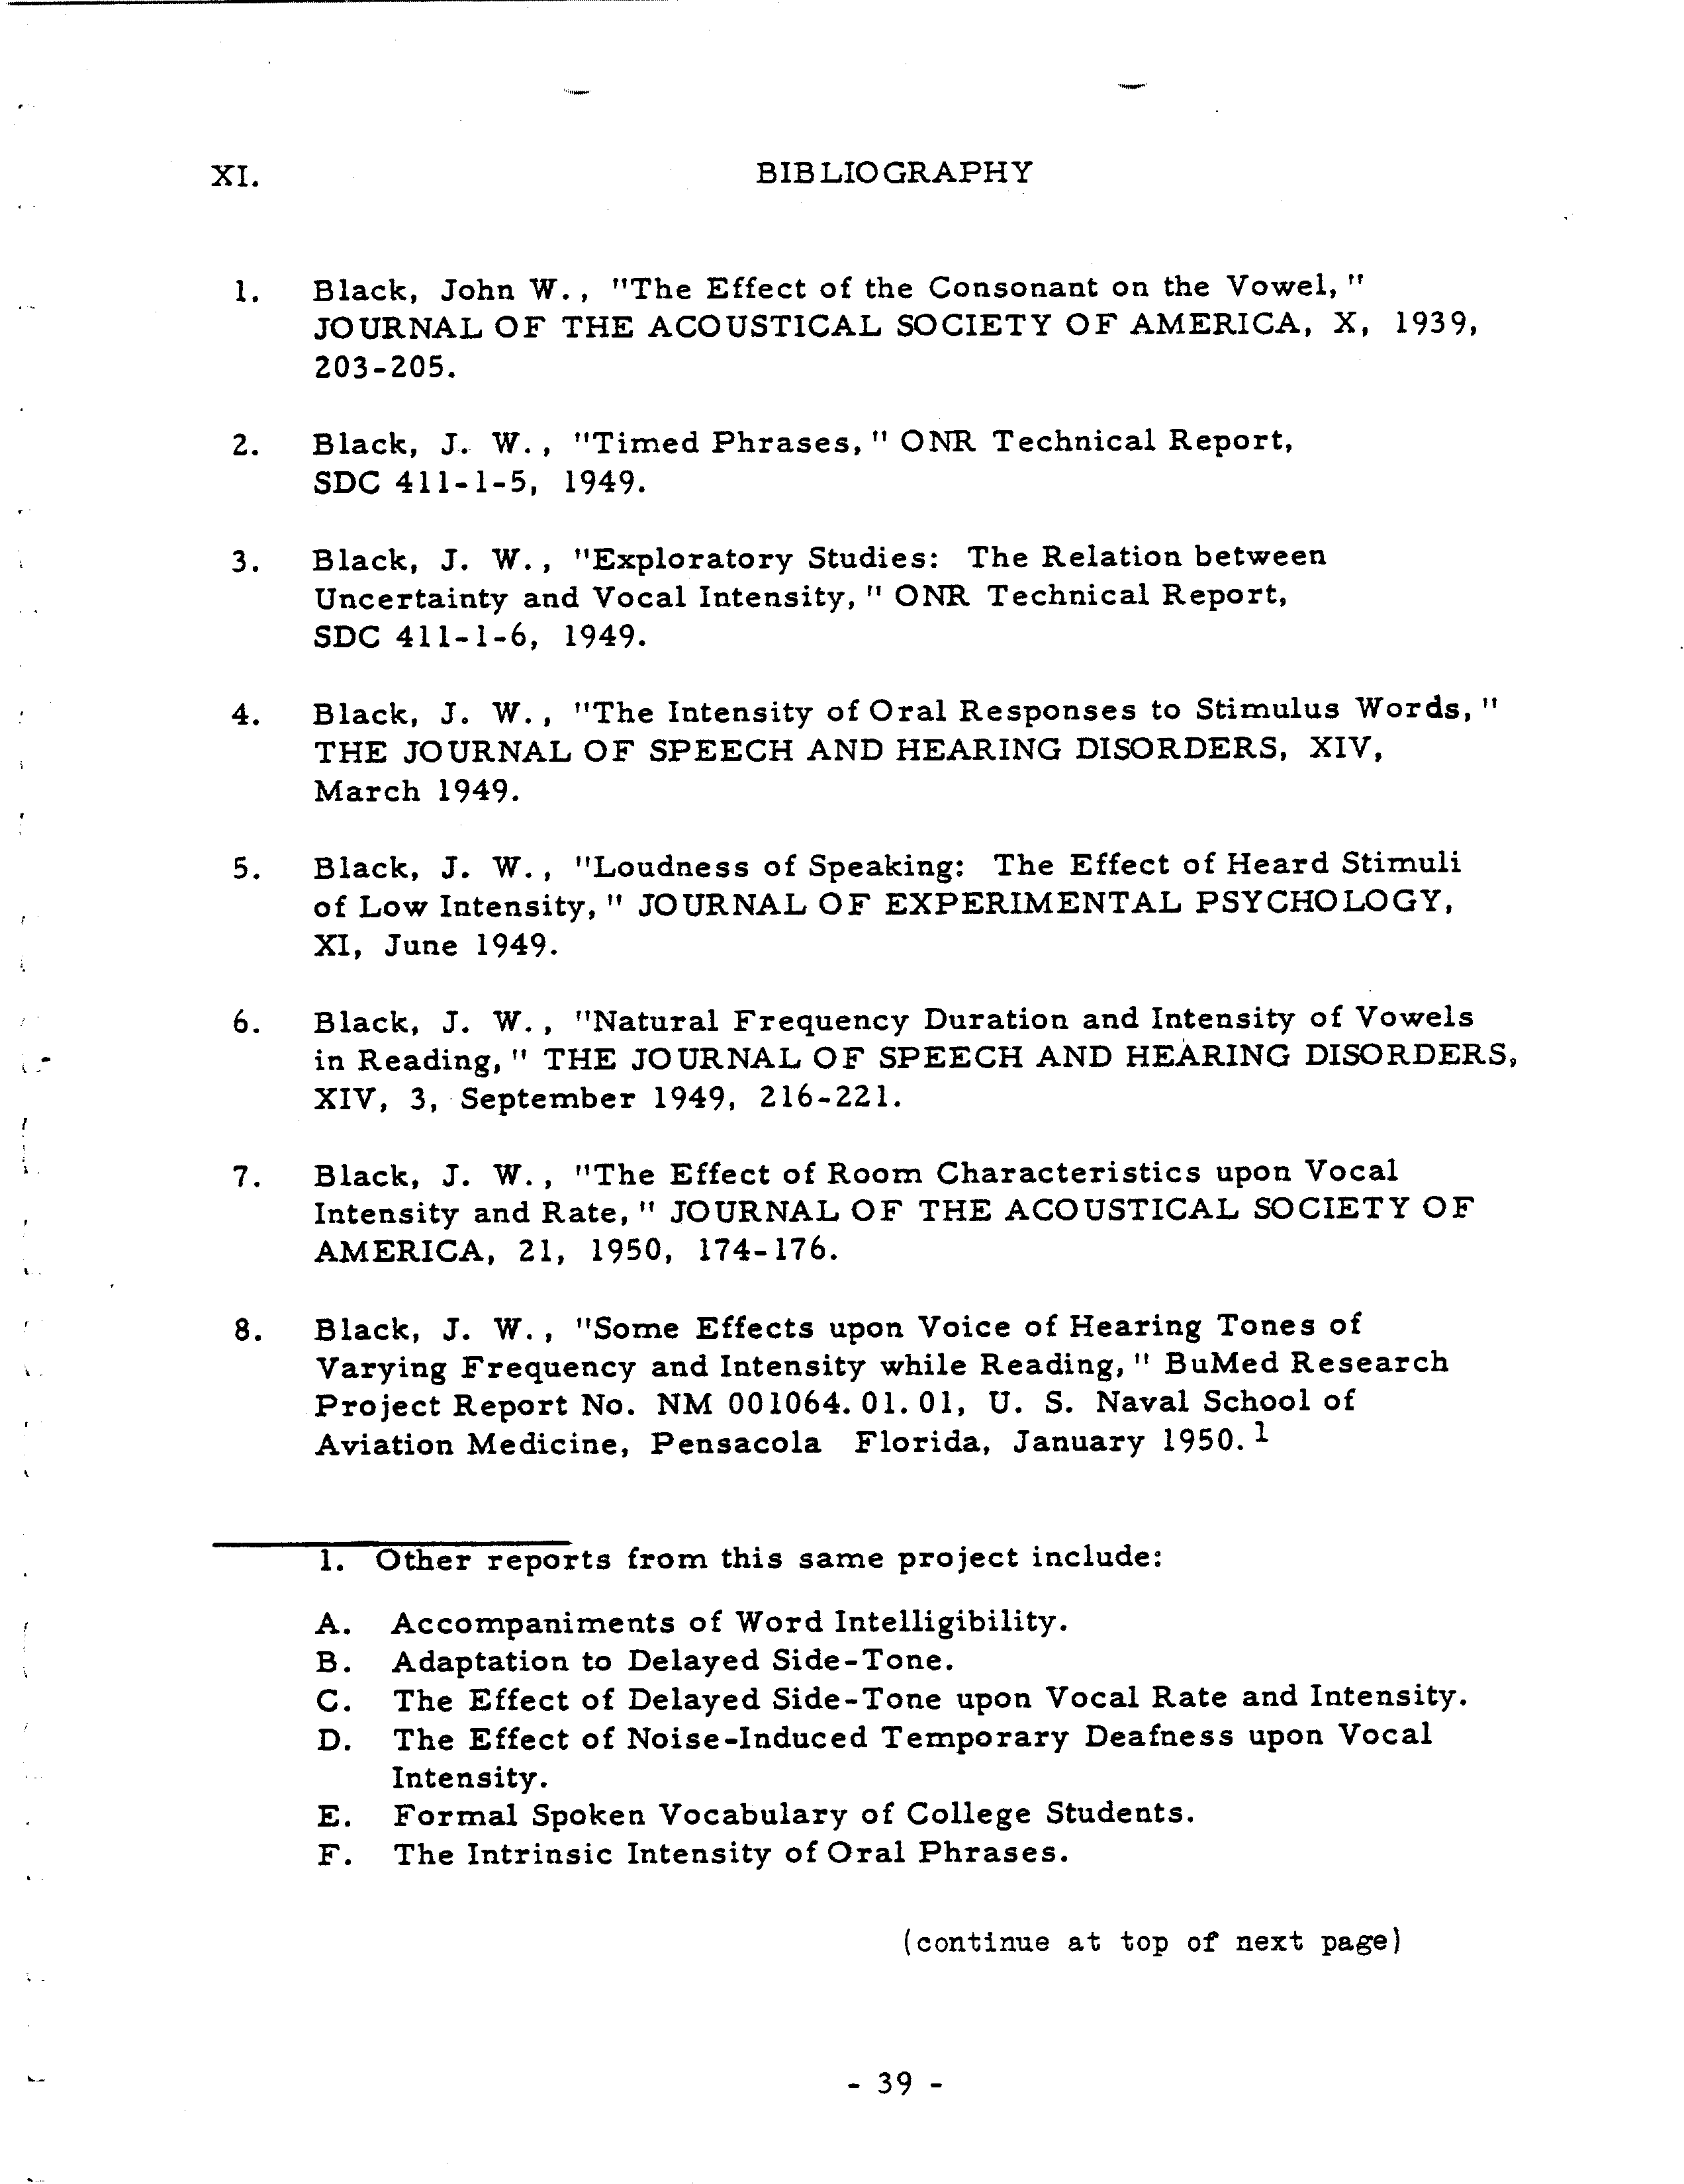 XI. BIBLIOGRAPHY
1. Black, John W., "The Effect of the Consonant on the Vowel,"
JOURNAL OF THE ACOUSTICAL SOCIETY OF AMERICA, X, 1939,
203-205.
2. Black, J. W., "Timed Phrases," ONR Technical Report,
SDC 411-1-5, 1949.
3. Black, J. W., "Exploratory Studies: The Relation between
Uncertainty and Vocal Intensity," ONR Technical Report,
SDC 411-1-6, 1949.
4. Black, J. W., "The Intensity of Oral Responses to Stimulus Words,"
THE JOURNAL OF SPEECH AND HEARING DISORDERS, XIV,
March 1949.
5. Black, J. W., "Loudness of Speaking: The Effect of Heard Stimuli
of Low Intensity," JOURNAL OF EXPERIMENTAL PSYCHOLOGY,
XI, June 1949.
6. Black, J. W., "Natural Frequency Duration and Intensity of Vowels
in Reading," THE JOURNAL OF SPEECH AND HEARING DISORDERS,
XIV, 3, September 1949, 216-221.
7. Black, J. W., "The Effect of Room Characteristics upon Vocal
Intensity and Rate," JOURNAL OF THE ACOUSTICAL SOCIETY OF
AMERICA, 21, 1950, 174-176.
8. Black, J. W., "Some Effects upon Voice of Hearing Tones of
Varying Frequency and Intensity while Reading," BuMed Research
Project Report No. NM 001064.01.01, U. S. Naval School of
Aviation Medicine, Pensacola Florida, January 1950.1
1. Other reports from this same project include:
A. Accompaniments of Word Intelligibility.
B. Adaptation to Delayed Side-Tone.
C. The Effect of Delayed Side-Tone upon Vocal Rate and Intensity.
D. The Effect of Noise-Induced Temporary Deafness upon Vocal
Intensity.
E. Formal Spoken Vocabulary of College Students.
F. The Intrinsic Intensity of Oral Phrases.
(continue at top of next page)
- 39 -